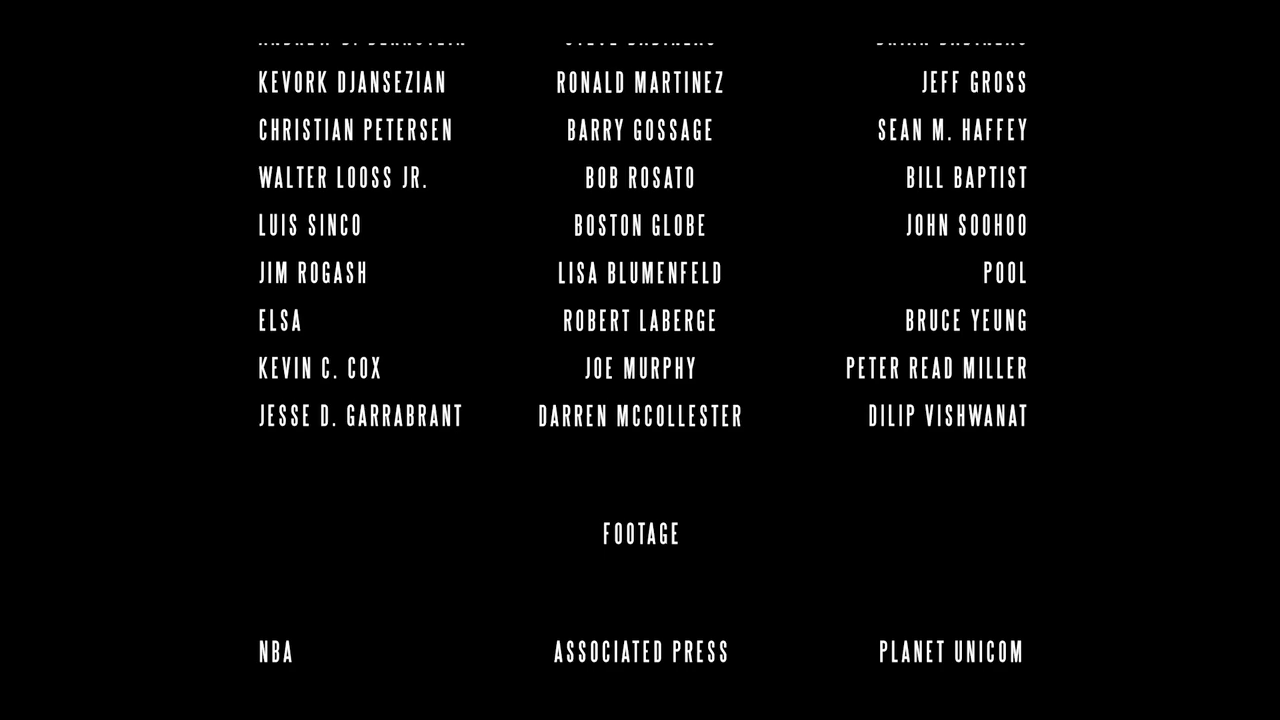 KEVORK DJANSEZIAN RONALD MARTINEZ JEFF GROSS
CHRISTIAN PETERSEN BARRY GOSSAGE SEAN M. HAFFEY
WALTER LOOSS JR. BOB ROSATO BILL BAPTIST
LUIS SINCO BOSTON GLOBE JOHN SOOHOO
JIM ROGASH LISA BLUMENFELD POOL
ELSA ROBERT LABERGE BRUCE YEUNG
KEVIN C. COX JOE MURPHY PETER READ MILLER
JESSE D. GARRABRANT DARREN MCCOLLESTER DILIP VISHWANAT
FOOTAGE
NBA ASSOCIATED PRESS PLANET UNICOM